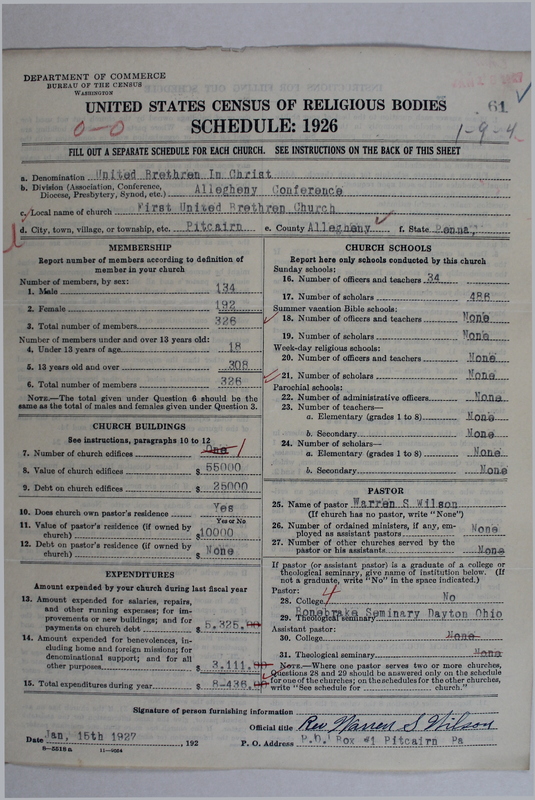 DEPARTMENT OF COMMERCE
BUREAU OF THE CENSUS
WASHINGTON
61
UNITED STATES CENSUS OF RELIGIOUS BODIES
0-0
SCHEDULE: 1926
1-9-4
FILL OUT A SEPARATE SCHEDULE FOR EACH CHURCH. SEE INSTRUCTIONS ON THE BACK OF THIS SHEET
a. Denomination United Brethren In Christ
b. Division (Association, Conference, Diocese, Presbytery, Synod, etc.) Allegheny Conference
c. Local name of church First United Brethren Church
d. City, town, village, or township, etc. Pitcairn e. County Allegheny f. State Penna,
MEMBERSHIP
Report number of members according to definition of
member in your church
Number of members, by sex:
1. Male 134
2. Female 192
3. Total number of members 326
Number of members under and over 13 years old:
4. Under 13 years of age 18
5. 13 years old and over 308
6. Total number of members 326
NOTE.—The total given under Question 6 should be the
same as the total of males and females given under Question 3.
CHURCH BUILDINGS
See instructions, paragraphs 10 to 12
7. Number of church edifices One 1
8. Value of church edifices $ 55000
9. Debt on church edifices $ 25000
10. Does church own pastor's residence? Yes
Yes or No
11. Value of pastor's residence (if owned by
church) $10000
12. Debt on pastor's residence (if owned by
church) $ None
EXPENDITURES
Amount expended by your church during last fiscal year
13. Amount expended for salaries, repairs,
and other running expenses; for im-
provements or new buildings; and for
payments on church debt $ 5.325.00
14. Amount expended for benevolences, in-
cluding home and foreign missions; for
denominational support; and for all
other purposes $ 3.111.00
15. Total expenditures during year $ 8-436.00
CHURCH SCHOOLS
Report here only schools conducted by this church
Sunday schools:
16. Number of officers and teachers 34
17. Number of scholars 486
Summer vacation Bible schools:
18. Number of officers and teachers None
19. Number of scholars None
Week-day religious schools:
20. Number of officers and teachers None
21. Number of scholars None
Parochial schools:
22. Number of administrative officers None
23. Number of teachers—
a. Elementary (grades 1 to 8) None
b. Secondary None
24. Number of scholars—
a. Elementary (grades 1 to 8) None
b. Secondary None
PASTOR
25. Name of pastor Warren S Wilson
(If church has no pastor, write "None")
26. Number of ordained ministers, if any, em-
ployed as assistant pastors None
27. Number of other churches served by the
pastor or his assistants None
If pastor (or assistant pastor) is a graduate of a college or
theological seminary, give name of institution below. (If
not a graduate, write "No" in the space indicated.)
Pastor: 4
28. College No
29. Theological seminary Bonebrake Seminary Dayton Ohio
Assistant pastor:
30. College None
31. Theological seminary None
NOTE.—Where one pastor serves two or more churches,
Questions 28 and 29 should be answered only on the schedule
for one of the churches; on the schedules for the other churches,
write "See schedule for church."
Signature of person furnishing information Rev Warren S Wilson
Official title
Date Jan, 15th 1927, 192 P. O. Address P.O. Box #1 Pitcairn Pa
8-5518a 11-9064